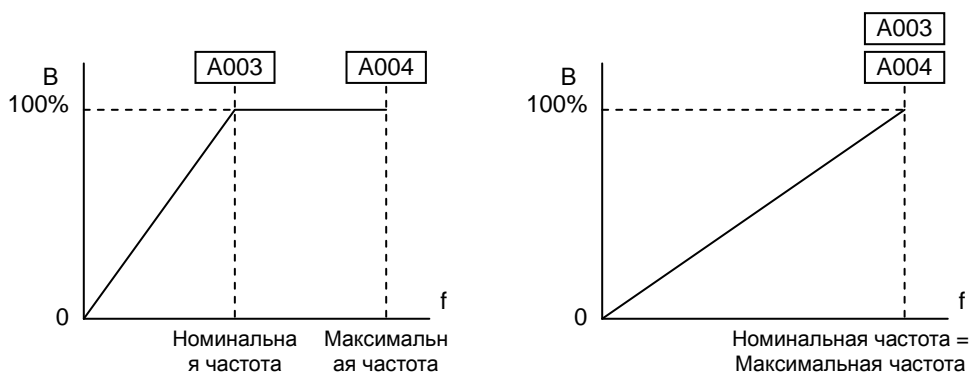 A003
A004
В
100%
0
f
Номинальна
я частота
Максимальн
ая частота
A003
A004
В
100%
0
f
Номинальная частота =
Максимальная частота